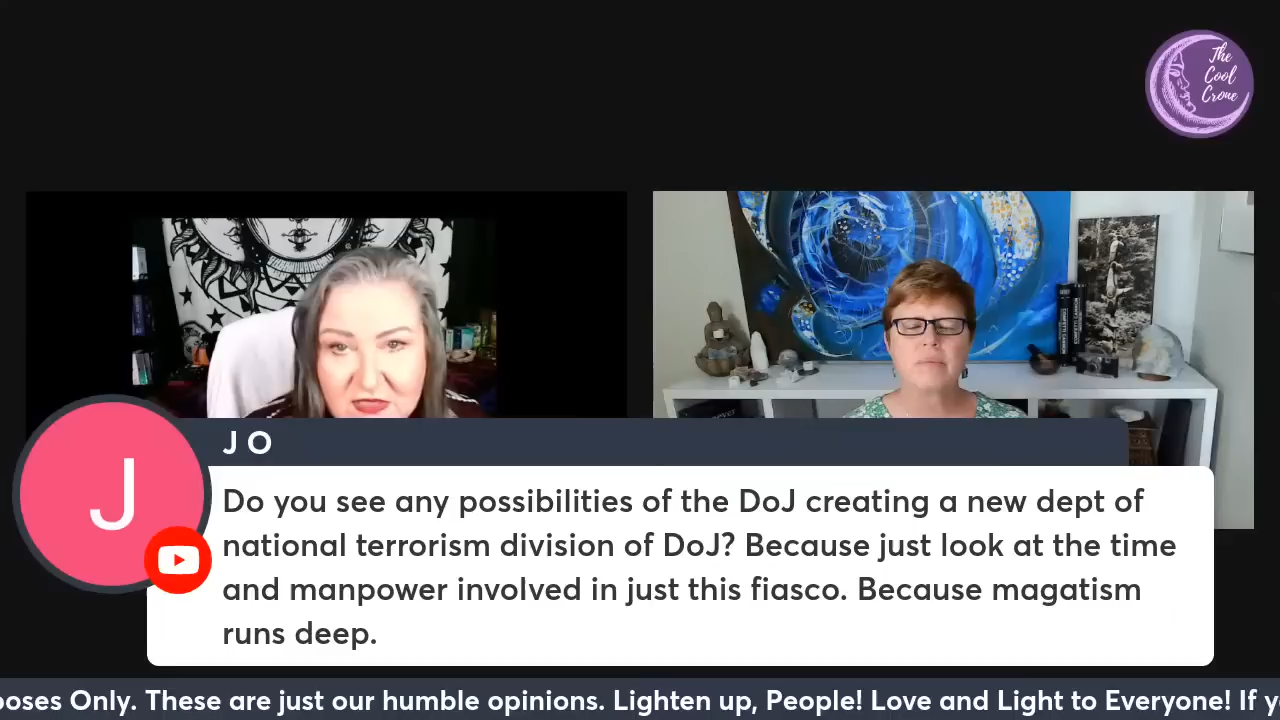 The
Cool
Crone
J O
J
Do you see any possibilities of the DoJ creating a new dept of
national terrorism division of DoJ? Because just look at the time
and manpower involved in just this fiasco. Because magatism
runs deep.
poses Only. These are just our humble opinions. Lighten up, People! Love and Light to Everyone! If y